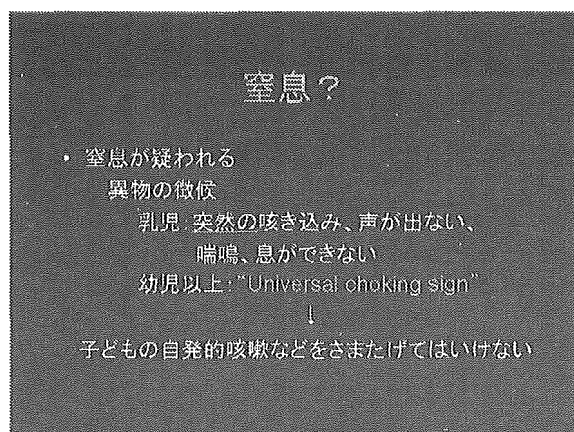 窒息？
• 窒息が疑われる
異物の徴候
乳児:突然の咳き込み、声が出ない、
喘鳴、息ができない
幼児以上:"Universal choking sign"
↓
子どもの自発的咳嗽などをさまたげてはいけない